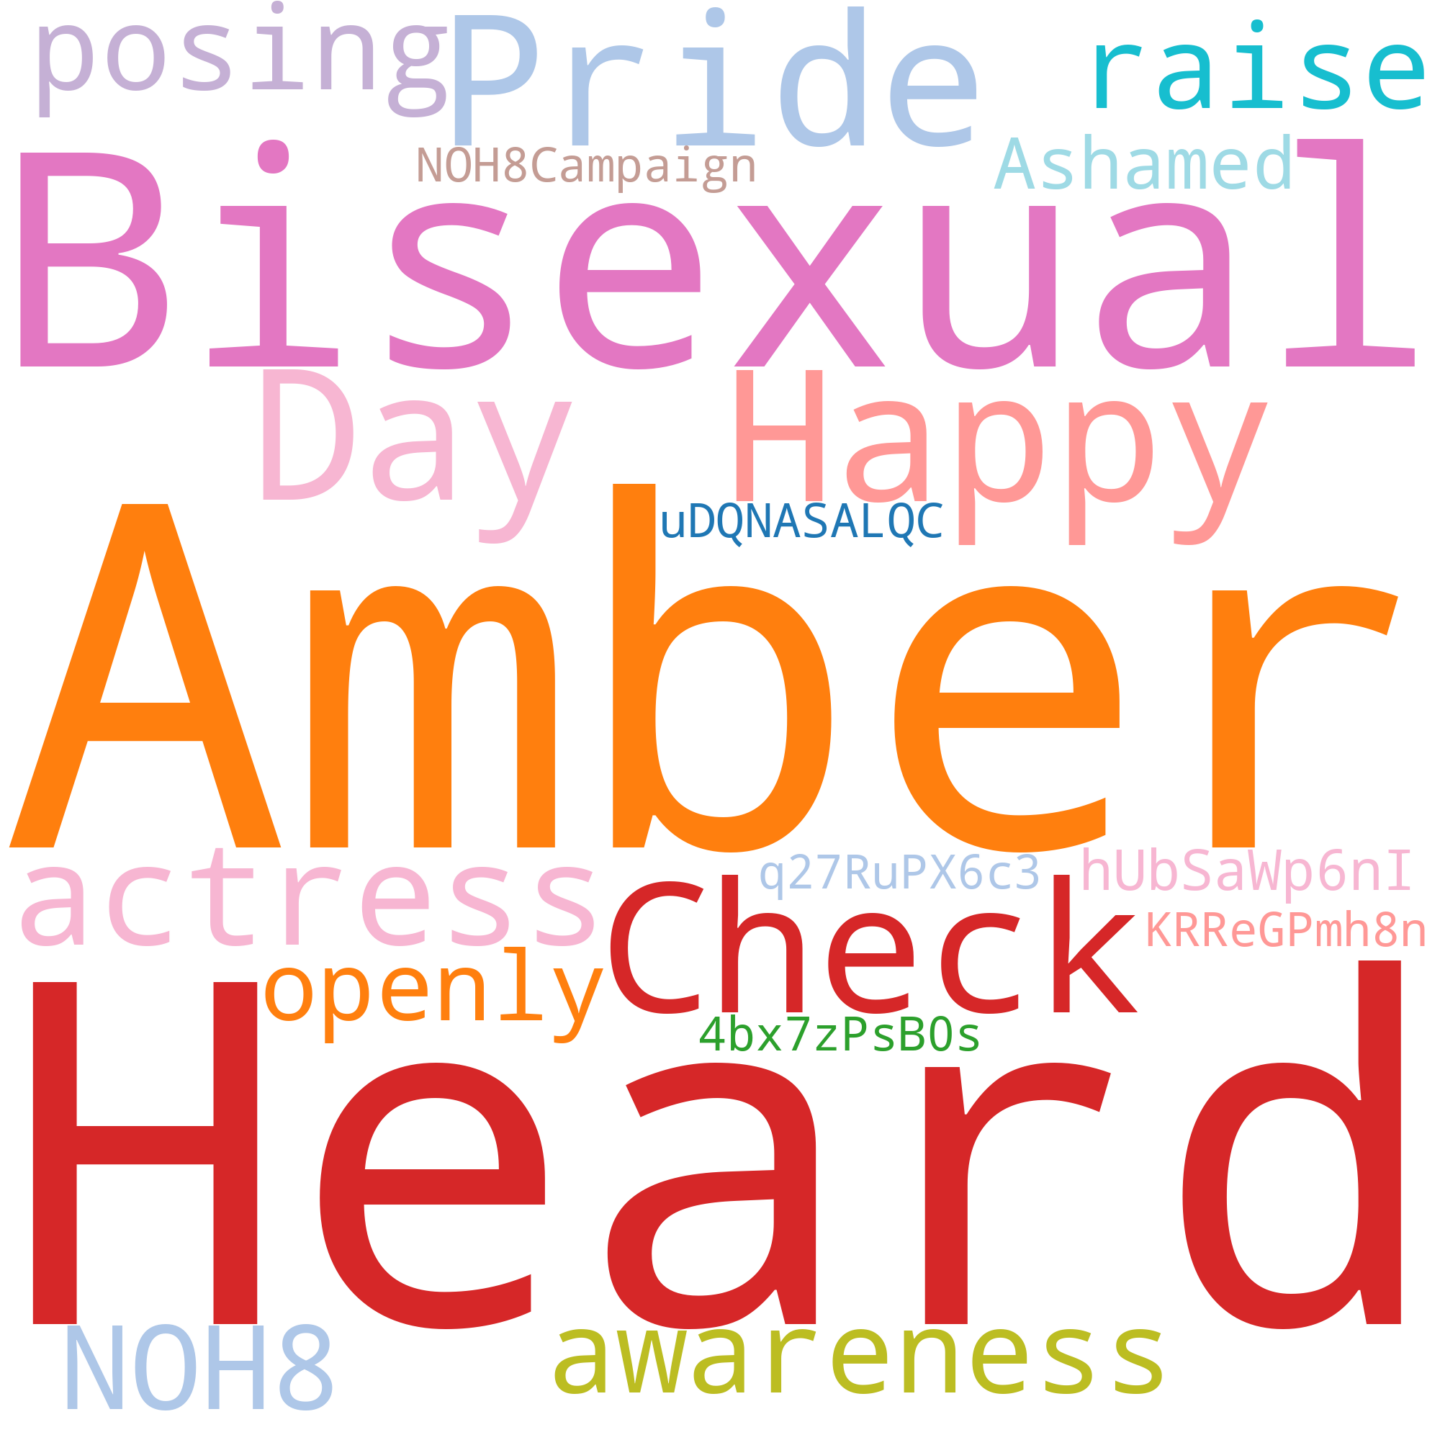 posing Pride raise
NOH8Campaign Ashamed
Bisexual
Day Happy
uDQNASALQC
Amber
actress q27RuPX6c3 hUbSaWp6nI
Check KRReGPmh8n
openly
4bx7zPsB0s
Heard
NOH8 awareness